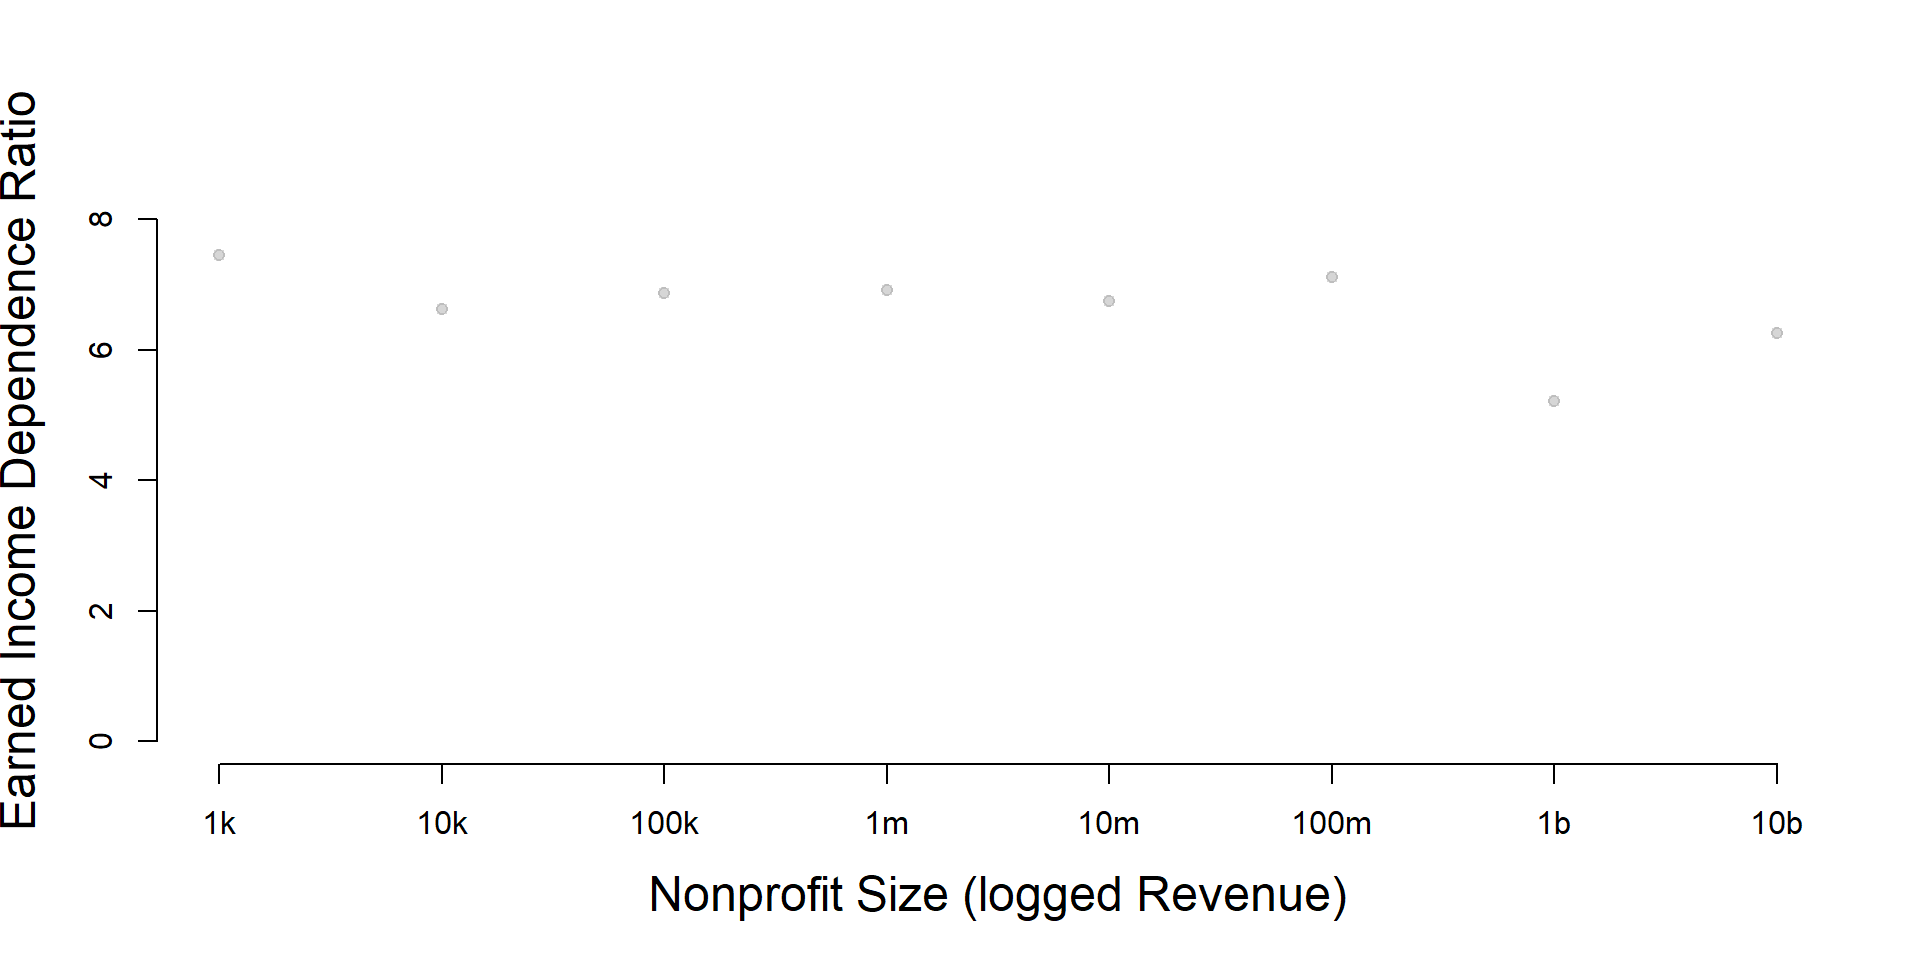 Earned Income Dependence Ratio
8
6
4
2
0
1k 10k 100k 1m 10m 100m 1b 10b
Nonprofit Size (logged Revenue)